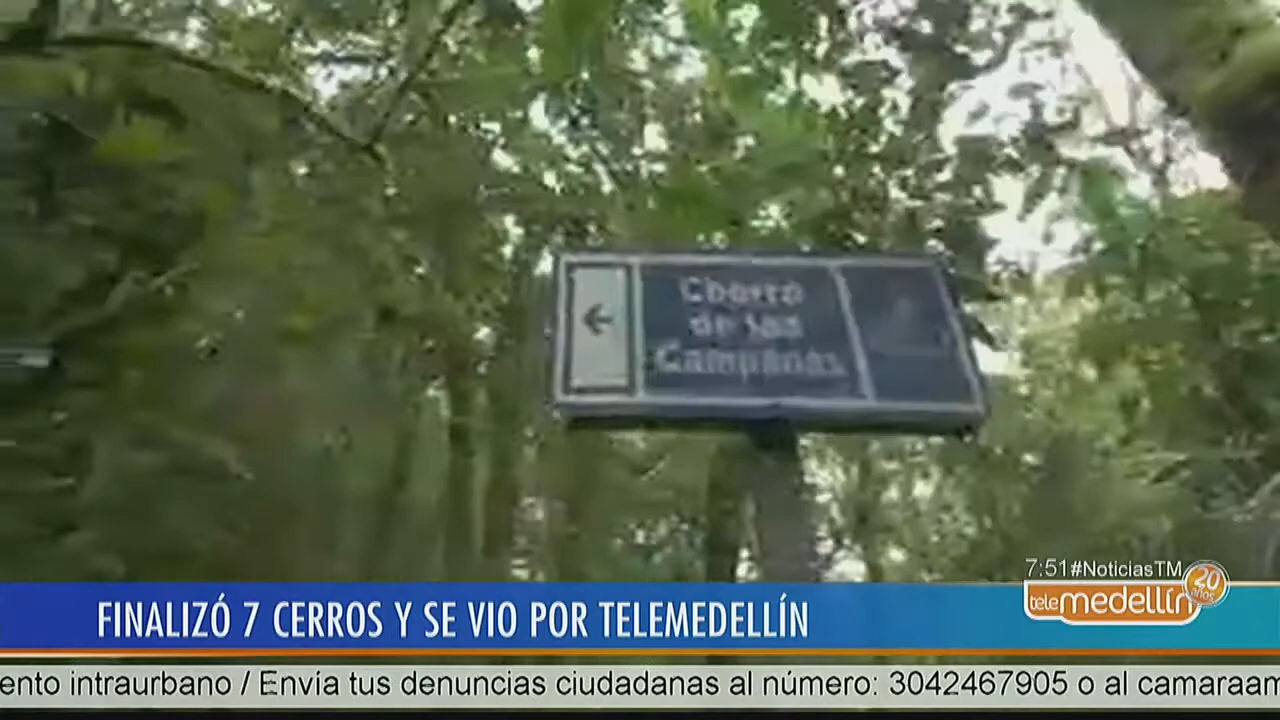 Chorro
de las
Campanas
7:51#NoticiasTM
20
años
telemedellín
FINALIZÓ 7 CERROS Y SE VIO POR TELEMEDELLÍN
ento intraurbano / Envía tus denuncias ciudadanas al número: 3042467905 o al camaraam